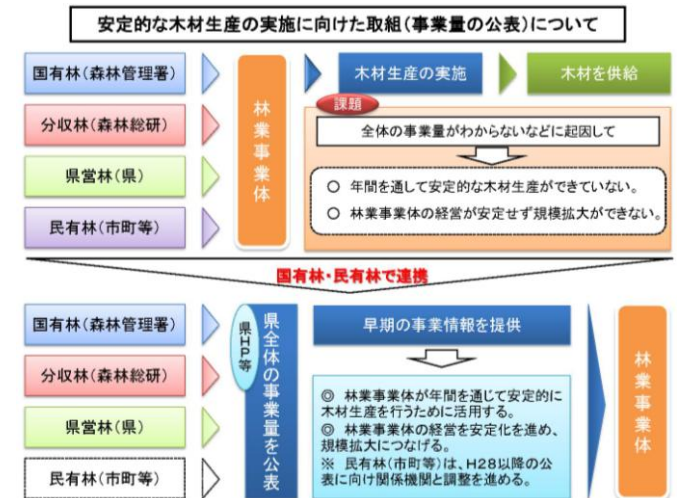 安定的な木材生産の実施に向けた取組(事業量の公表)について
国有林(森林管理署)
分収林(森林総研)
県営林(県)
民有林(市町等)
林業事業体
木材生産の実施
木材を供給
課題
全体の事業量がわからないなどに起因して
○ 年間を通して安定的な木材生産ができていない。
○ 林業事業体の経営が安定せず規模拡大ができない。
国有林・民有林で連携
国有林(森林管理署)
分収林(森林総研)
県営林(県)
民有林(市町等)
県HP等
県全体の事業量を公表
早期の事業情報を提供
◎ 林業事業体が年間を通じて安定的に
木材生産を行うために活用する。
◎ 林業事業体の経営を安定化を進め、
規模拡大につなげる。
※ 民有林(市町等)は、H28以降の公
表に向け関係機関と調整を進める。
林業事業体